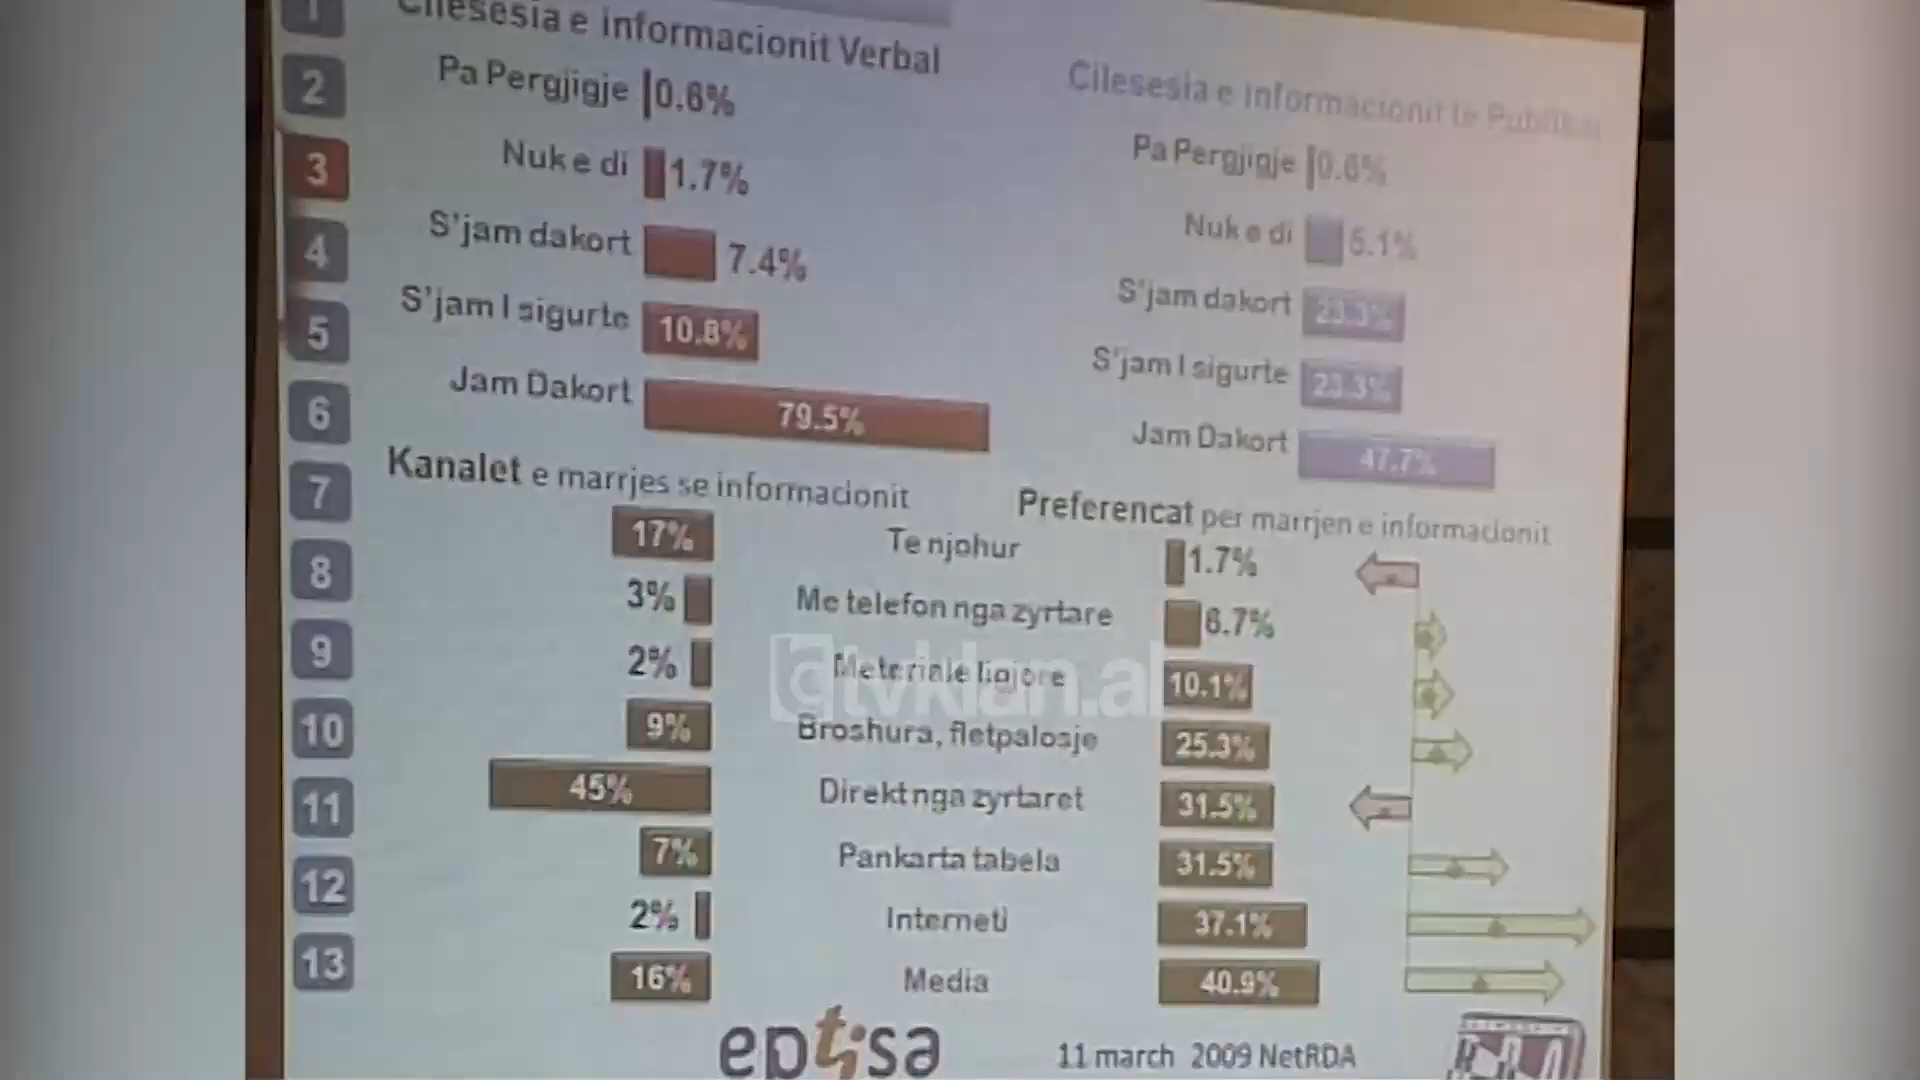 1
2
3
4
5
6
7
8
9
10
11
12
13
Cilesesia e informacionit Verbal
Pa Pergjigje 0.6%
Nuk e di 1.7%
S'jam dakort 7.4%
S'jam I sigurte 10.8%
Jam Dakort 79.5%
Cilesesia e informacionit te Publikar
Pa Pergjigje 0.6%
Nuk e di 5.1%
S'jam dakort 23.3%
S'jam I sigurte 23.3%
Jam Dakort 47.7%
Kanalet e marrjes se informacionit
Preferencat per marrjen e informacionit
17% Te njohur 1.7%
3% Me telefon nga zyrtare 6.7%
2% Meteriale ligjore 10.1%
9% Broshura, fletpalosje 25.3%
45% Direkt nga zyrtaret 31.5%
7% Pankarta tabela 31.5%
2% Interneti 37.1%
16% Media 40.9%
tvklan.al
eptisa
11 march 2009 NetRDA